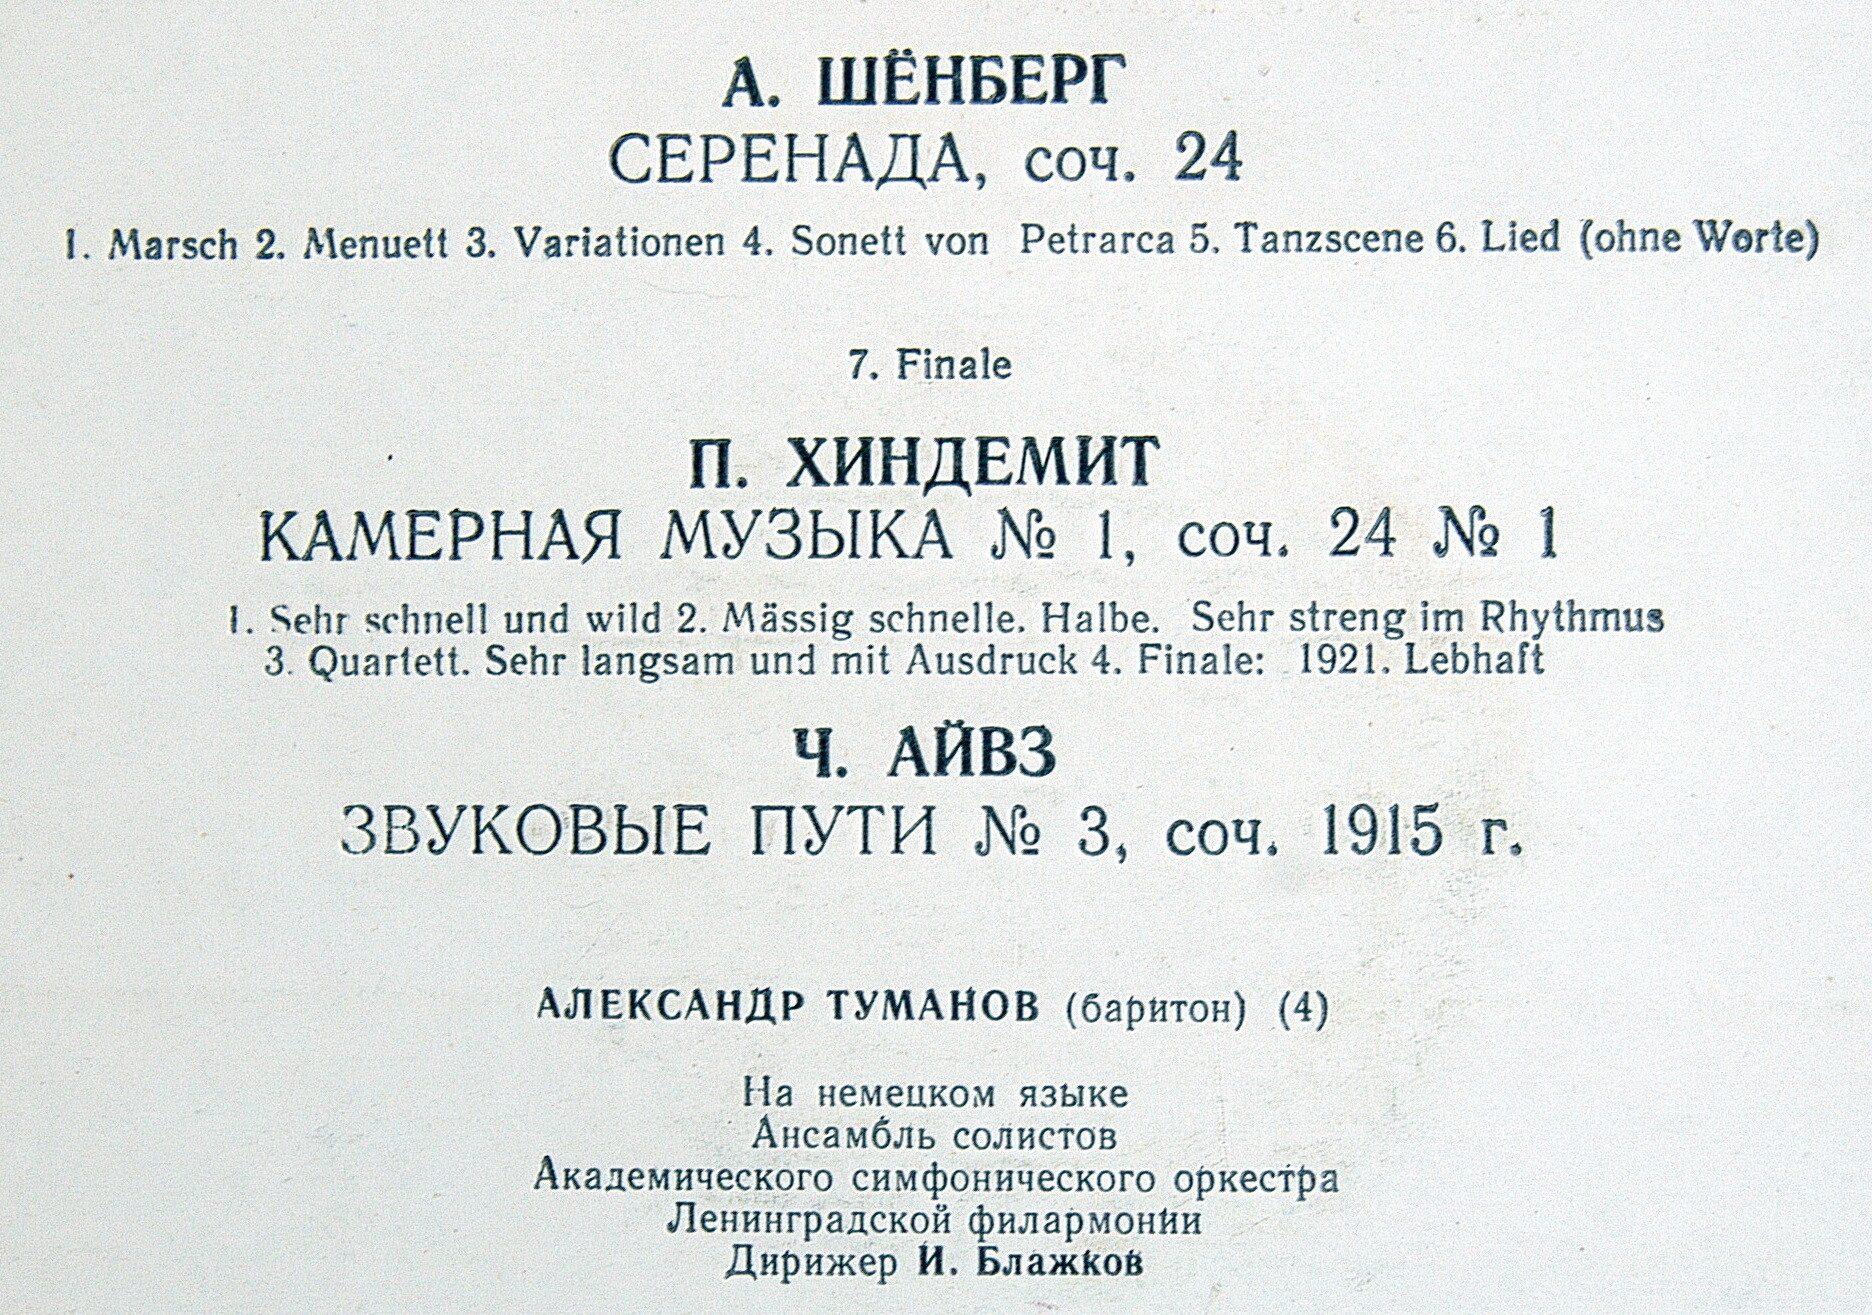 А. ШЁНБЕРГ
СЕРЕНАДА, соч. 24
1. Marsch 2. Menuett 3. Variationen 4. Sonett von Petrarca 5. Tanzscene 6. Lied (ohne Worte)
7. Finale
П. ХИНДЕМИТ
КАМЕРНАЯ МУЗЫКА № 1, соч. 24 № 1
1. Sehr schnell und wild 2. Mässig schnelle. Halbe. Sehr streng im Rhythmus
3. Quartett. Sehr langsam und mit Ausdruck 4. Finale: 1921. Lebhaft
Ч. АЙВЗ
ЗВУКОВЫЕ ПУТИ № 3, соч. 1915 г.
АЛЕКСАНДР ТУМАНОВ (баритон) (4)
На немецком языке
Ансамбль солистов
Академического симфонического оркестра
Ленинградской филармонии
Дирижер И. Блажков